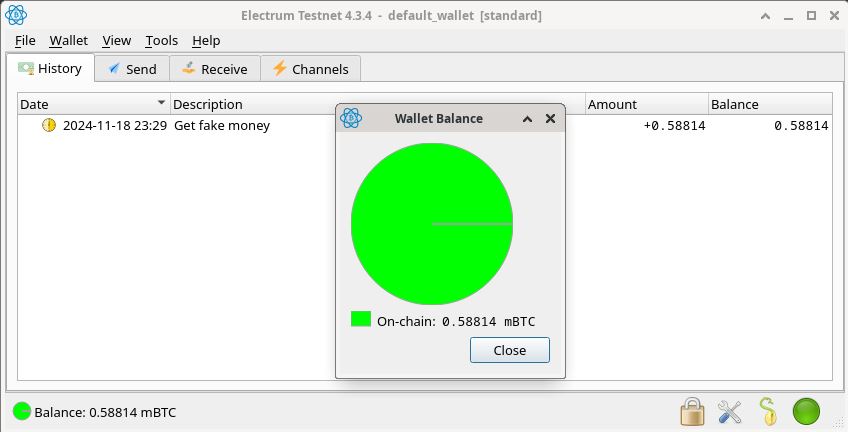 Electrum Testnet 4.3.4 - default_wallet [standard]
File Wallet View Tools Help
History Send Receive Channels
Date Description Amount Balance
2024-11-18 23:29 Get fake money +0.58814 0.58814
Wallet Balance
On-chain: 0.58814 mBTC
Close
Balance: 0.58814 mBTC